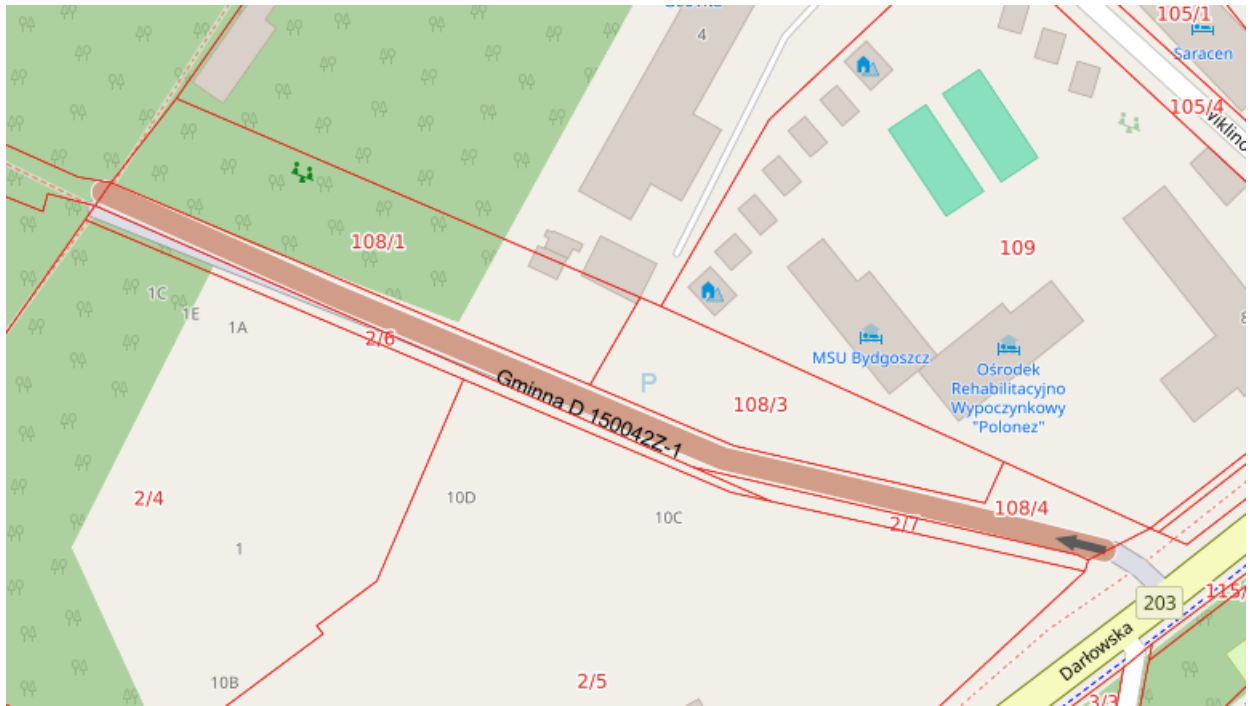 4
105/1
Saracen
105/4
109
108/1
1C
1E
1A
2/6
MSU Bydgoszcz
Ośrodek
Rehabilitacyjno
Wypoczynkowy
"Polonez"
P
108/3
Gminna D 150042Z-1
2/4
10D
10C
108/4
2/7
1
203
Darłowska
10B
2/5
3/3